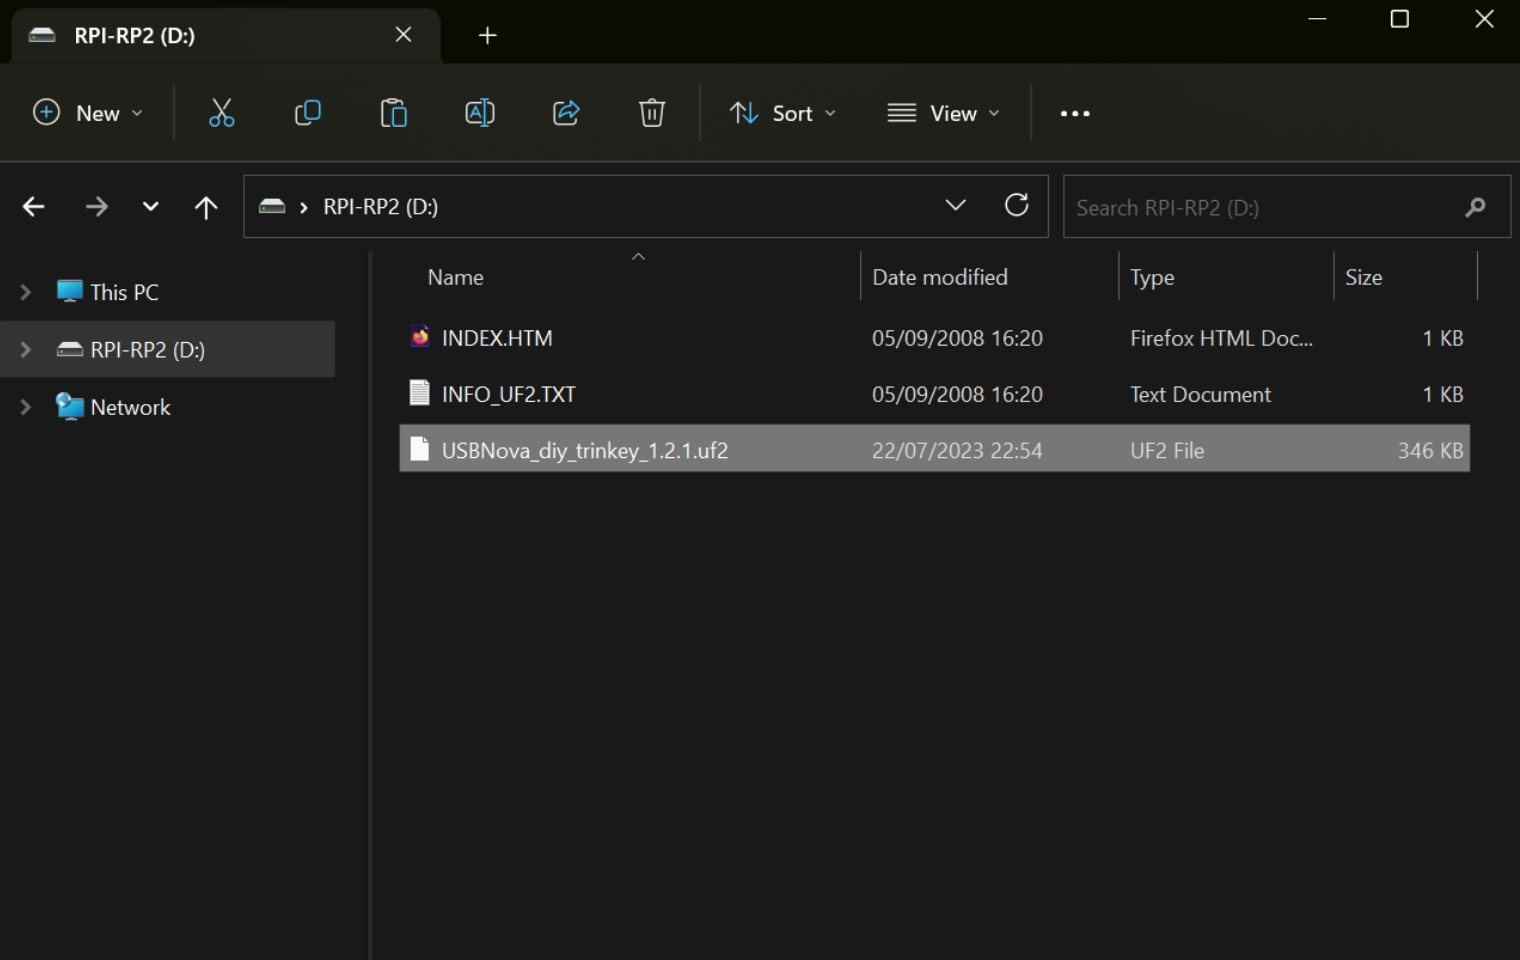 RPI-RP2 (D:)
New
Sort
View
RPI-RP2 (D:)
Search RPI-RP2 (D:)
This PC
RPI-RP2 (D:)
Network
Name Date modified Type Size
INDEX.HTM 05/09/2008 16:20 Firefox HTML Doc... 1 KB
INFO_UF2.TXT 05/09/2008 16:20 Text Document 1 KB
USBNova_diy_trinkey_1.2.1.uf2 22/07/2023 22:54 UF2 File 346 KB